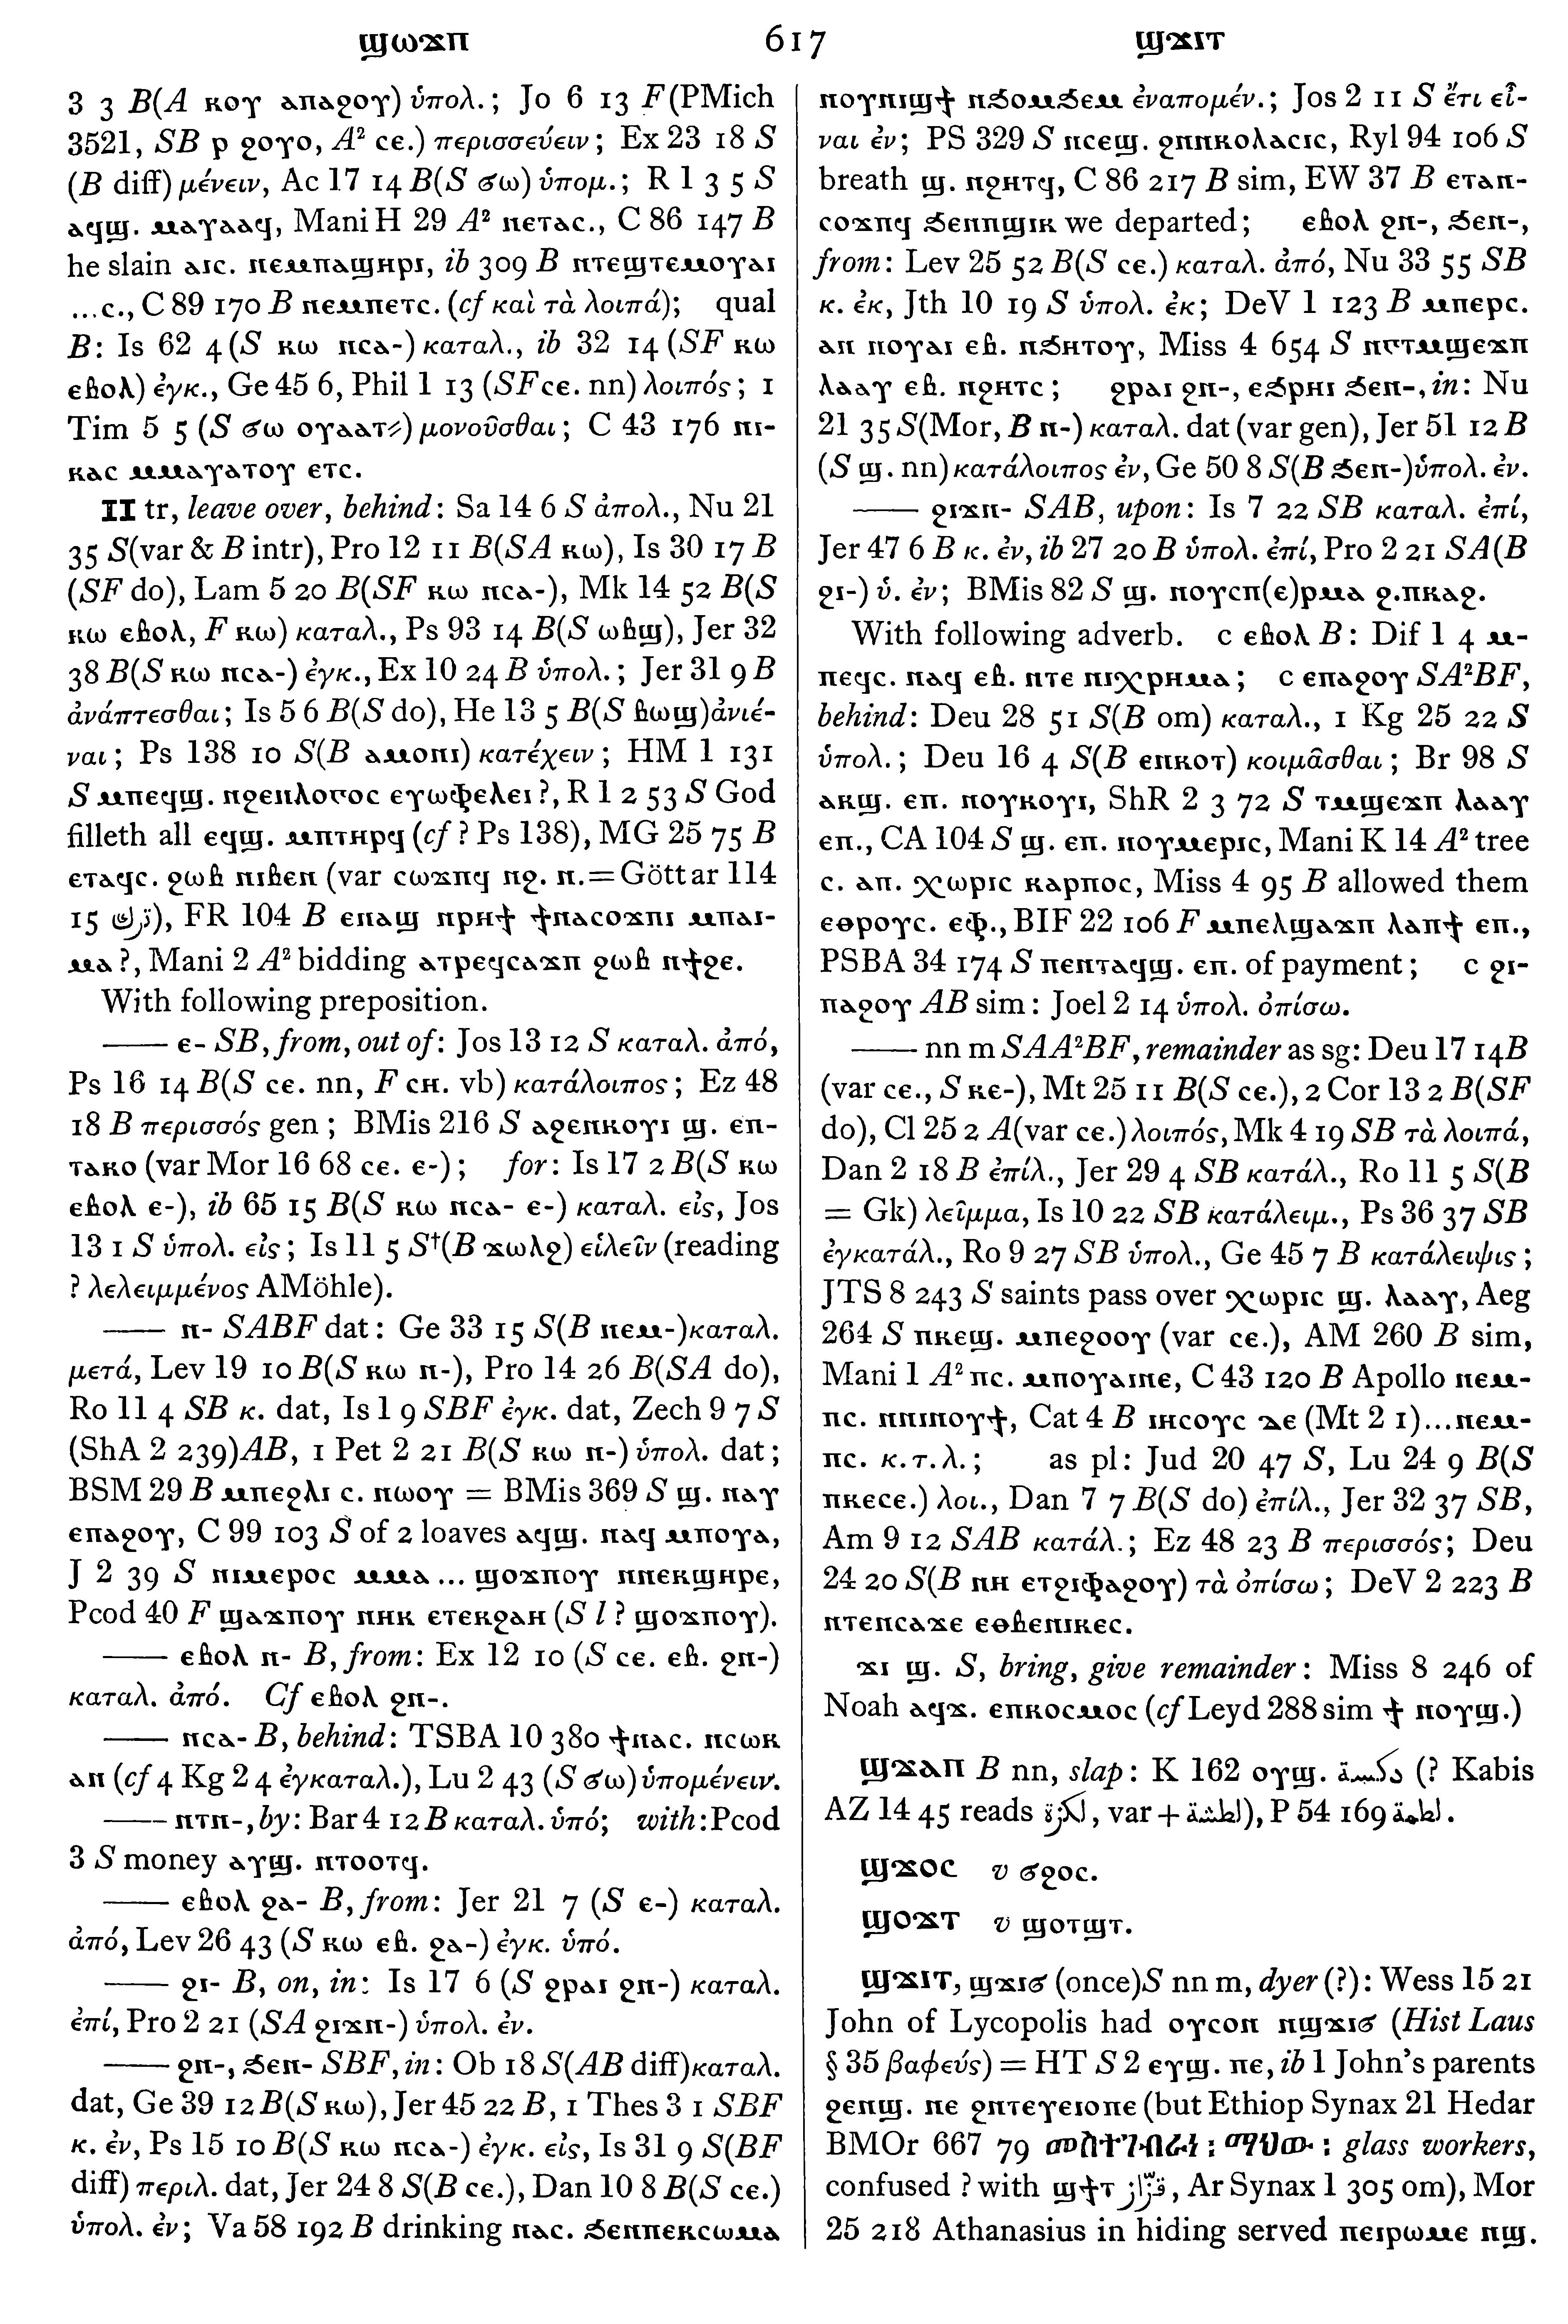 ϣⲱϫⲡ 617 ϣϫⲓⲧ
3 3 B(A ⲕⲟⲩ ⲁⲡⲁϩⲟⲩ) ὑπολ.; Jo 6 13 F(PMich
3521, SB ⲣ ϩⲟⲩⲟ, A² ⲥⲉ.) περισσεύειν; Ex 23 18 S
(B diff) μένειν, Ac 17 14 B(S ϭⲱ) ὑπομ.; R 1 3 5 S
ⲁϥϣ. ⲙⲁⲩⲁⲁϥ, Mani H 29 A² ⲡⲉⲧⲁⲥ., C 86 147 B
he slain ⲁⲓⲥ. ⲛⲉⲙⲡⲁϣⲏⲣⲓ, ib 309 B ⲛⲧⲉϣⲧⲉⲙⲟⲩⲁⲓ
...ⲥ., C 89 170 B ⲛⲉⲙⲡⲉⲧⲥ. (cf καὶ τὰ λοιπά); qual
B: Is 62 4 (S ⲕⲱ ⲛⲥⲁ-) καταλ., ib 32 14 (SF ⲕⲱ
ⲉⲃⲟⲗ) ἐγκ., Ge 45 6, Phil 1 13 (SF ⲥⲉ. nn) λοιπός; 1
Tim 5 5 (S ϭⲱ ⲟⲩⲁⲁⲧ⸗) μονοῦσθαι; C 43 176 ⲛⲓ-
ⲕⲁⲥ ⲙⲙⲁⲩⲁⲧⲟⲩ ⲉⲧⲥ.
II tr, leave over, behind: Sa 14 6 S ἀπολ., Nu 21
35 S(var & B intr), Pro 12 11 B(SA ⲕⲱ), Is 30 17 B
(SF do), Lam 5 20 B(SF ⲕⲱ ⲛⲥⲁ-), Mk 14 52 B(S
ⲕⲱ ⲉⲃⲟⲗ, F ⲕⲱ) καταλ., Ps 93 14 B(S ⲱⲃϣ), Jer 32
38 B(S ⲕⲱ ⲛⲥⲁ-) ἐγκ., Ex 10 24 B ὑπολ.; Jer 31 9 B
ἀνάπτεσθαι; Is 5 6 B(S do), He 13 5 B(S ⲃⲱϣ) ἀνιέ-
ναι; Ps 138 10 S(B ⲁⲙⲟⲛⲓ) κατέχειν; HM 1 131
S ⲙⲡⲉϥϣ. ⲛϩⲉⲛⲗⲟⲅⲟⲥ ⲉⲩⲱⲫⲉⲗⲉⲓ?, R 1 2 53 S God
filleth all ⲉϥϣ. ⲙⲡⲧⲏⲣϥ (cf ? Ps 138), MG 25 75 B
ⲉⲧⲁϥⲥ. ϩⲱⲃ ⲛⲓⲃⲉⲛ (var ⲥⲱϫⲡϥ ⲛϩ. ⲛ.=Göttar 114
15 ), FR 104 B ⲉⲛⲁϣ ⲛⲣⲏϯ ϯⲛⲁⲥⲟϫⲡⲓ ⲙⲡⲁⲓ-
ⲙⲁ?, Mani 2 A² bidding ⲁⲧⲣⲉϥⲥⲁϫⲡ ϩⲱⲃ ⲛϯϩⲉ.
With following preposition.
—— ⲉ- SB, from, out of: Jos 13 12 S καταλ. ἀπό,
Ps 16 14 B(S ⲥⲉ. nn, F ⲥⲏ. vb) κατάλοιπος; Ez 48
18 B περισσός gen; BMis 216 S ⲁϩⲉⲛⲕⲟⲩⲓ ϣ. ⲉⲡ-
ⲧⲁⲕⲟ (var Mor 16 68 ⲥⲉ. ⲉ-); for: Is 17 2 B(S ⲕⲱ
ⲉⲃⲟⲗ ⲉ-), ib 65 15 B(S ⲕⲱ ⲛⲥⲁ- ⲉ-) καταλ. εἰς, Jos
13 1 S ὑπολ. εἰς; Is 11 5 S†(B ϫⲱⲗϩ) εἰλεῖν (reading
? λελειμμένος AMöhle).
—— ⲛ- SABF dat: Ge 33 15 S(B ⲛⲉⲙ-) καταλ.
μετά, Lev 19 10 B(S ⲕⲱ ⲛ-), Pro 14 26 B(SA do),
Ro 11 4 SB κ. dat, Is 1 9 SBF ἐγκ. dat, Zech 9 7 S
(ShA 2 239)AB, 1 Pet 2 21 B(S ⲕⲱ ⲛ-) ὑπολ. dat;
BSM 29 B ⲙⲡⲉϩⲗⲓ ⲥ. ⲛⲱⲟⲩ = BMis 369 S ϣ. ⲛⲁⲩ
ⲉⲡⲁϩⲟⲩ, C 99 103 S of 2 loaves ⲁϥϣ. ⲛⲁϥ ⲙⲡⲟⲩⲁ,
J 2 39 S ⲡⲓⲙⲉⲣⲟⲥ ⲙⲙⲁ... ϣⲟϫⲡⲟⲩ ⲛⲛⲉⲕϣⲏⲣⲉ,
Pcod 40 F ϣⲁϫⲡⲟⲩ ⲛⲏⲕ ⲉⲧⲉⲕϩⲁⲏ (S l ? ϣⲟϫⲡⲟⲩ).
—— ⲉⲃⲟⲗ ⲛ- B, from: Ex 12 10 (S ⲥⲉ. ⲉⲃ. ϩⲛ-)
καταλ. ἀπό. Cf ⲉⲃⲟⲗ ϩⲛ-.
—— ⲛⲥⲁ- B, behind: TSBA 10 380 ϯⲛⲁⲥ. ⲛⲥⲱⲕ
ⲁⲛ (cf 4 Kg 2 4 ἐγκαταλ.), Lu 2 43 (S ϭⲱ) ὑπομένειν.
—— ⲛⲧⲛ-, by: Bar 4 12 B καταλ. ὑπό; with: Pcod
3 S money ⲁⲩϣ. ⲛⲧⲟⲟⲧϥ.
—— ⲉⲃⲟⲗ ϩⲁ- B, from: Jer 21 7 (S ⲉ-) καταλ.
ἀπό, Lev 26 43 (S ⲕⲱ ⲉⲃ. ϩⲁ-) ἐγκ. ὑπό.
—— ϩⲓ- B, on, in: Is 17 6 (S ϩⲣⲁⲓ ϩⲛ-) καταλ.
ἐπί, Pro 2 21 (SA ϩⲓϫⲛ-) ὑπολ. ἐν.
—— ϩⲛ-, ϧⲉⲛ- SBF, in: Ob 18 S(AB diff) καταλ.
dat, Ge 39 12 B(S ⲕⲱ), Jer 45 22 B, 1 Thes 3 1 SBF
κ. ἐν, Ps 15 10 B(S ⲕⲱ ⲛⲥⲁ-) ἐγκ. εἰς, Is 31 9 S(BF
diff) περιλ. dat, Jer 24 8 S(B ⲥⲉ.), Dan 10 8 B(S ⲥⲉ.)
ὑπολ. ἐν; Va 58 192 B drinking ⲛⲁⲥ. ϧⲉⲛⲡⲉⲕⲥⲱⲙⲁ
ⲛⲟⲩⲛⲓϣϯ ⲛϧⲟⲙϧⲉⲙ ἐναπομέν.; Jos 2 11 S ἔτι εἶ-
ναι ἐν; PS 329 S ⲛⲥⲉϣ. ϩⲛⲛⲕⲟⲗⲁⲥⲓⲥ, Ryl 94 106 S
breath ϣ. ⲛϩⲏⲧϥ, C 86 217 B sim, EW 37 B ⲉⲧⲁⲛ-
ⲥⲟϫⲡϥ ϧⲉⲛⲡϣⲓⲕ we departed; ⲉⲃⲟⲗ ϩⲛ-, ϧⲉⲛ-,
from: Lev 25 52 B(S ⲥⲉ.) καταλ. ἀπό, Nu 33 55 SB
κ. ἐκ, Jth 10 19 S ὑπολ. ἐκ; DeV 1 123 B ⲙⲡⲉⲣⲥ.
ⲁⲛ ⲛⲟⲩⲁⲓ ⲉⲃ. ⲛϧⲏⲧⲟⲩ, Miss 4 654 S ⲛⲅⲧⲙϣⲉϫⲡ
ⲗⲁⲁⲩ ⲉⲃ. ⲛϩⲏⲧⲥ; ϩⲣⲁⲓ ϩⲛ-, ⲉϧⲣⲏⲓ ϧⲉⲛ-, in: Nu
21 35 S(Mor, B ⲛ-) καταλ. dat (var gen), Jer 51 12 B
(S ϣ. nn) κατάλοιπος ἐν, Ge 50 8 S(B ϧⲉⲛ-) ὑπολ. ἐν.
—— ϩⲓϫⲛ- SAB, upon: Is 7 22 SB καταλ. ἐπί,
Jer 47 6 B κ. ἐν, ib 27 20 B ὑπολ. ἐπί, Pro 2 21 SA(B
ϩⲓ-) ὑ. ἐν; BMis 82 S ϣ. ⲛⲟⲩⲥⲡ(ⲉ)ⲣⲙⲁ ϩ.ⲡⲕⲁϩ.
With following adverb. c ⲉⲃⲟⲗ B: Dif 1 4 ⲙ-
ⲡⲉϥⲥ. ⲛⲁϥ ⲉⲃ. ⲛⲧⲉ ⲡⲓⲭⲣⲏⲙⲁ; c ⲉⲡⲁϩⲟⲩ SA²BF,
behind: Deu 28 51 S(B om) καταλ., 1 Kg 25 22 S
ὑπολ.; Deu 16 4 S(B ⲉⲛⲕⲟⲧ) κοιμᾶσθαι; Br 98 S
ⲁⲕϣ. ⲉⲡ. ⲛⲟⲩⲕⲟⲩⲓ, ShR 2 3 72 S ⲧⲙϣⲉϫⲡ ⲗⲁⲁⲩ
ⲉⲡ., CA 104 S ϣ. ⲉⲡ. ⲛⲟⲩⲙⲉⲣⲓⲥ, Mani K 14 A² tree
ⲥ. ⲁⲡ. ⲭⲱⲣⲓⲥ ⲕⲁⲣⲡⲟⲥ, Miss 4 95 B allowed them
ⲉⲑⲣⲟⲩⲥ. ⲉⲫ., BIF 22 106 F ⲙⲡⲉⲗϣⲁϫⲡ ⲗⲁⲡϯ ⲉⲡ.,
PSBA 34 174 S ⲡⲉⲛⲧⲁϥϣ. ⲉⲡ. of payment; c ϩⲓ-
ⲡⲁϩⲟⲩ AB sim: Joel 2 14 ὑπολ. ὀπίσω.
—— nn m SAA²BF, remainder as sg: Deu 17 14 B
(var ⲥⲉ., S ⲕⲉ-), Mt 25 11 B(S ⲥⲉ.), 2 Cor 13 2 B(SF
do), Cl 25 2 A(var ⲥⲉ.) λοιπός, Mk 4 19 SB τὰ λοιπά,
Dan 2 18 B ἐπίλ., Jer 29 4 SB κατάλ., Ro 11 5 S(B
= Gk) λεῖμμα, Is 10 22 SB κατάλειμ., Ps 36 37 SB
ἐγκατάλ., Ro 9 27 SB ὑπολ., Ge 45 7 B κατάλειψις;
JTS 8 243 S saints pass over ⲭⲱⲣⲓⲥ ϣ. ⲗⲁⲁⲩ, Aeg
264 S ⲡⲕⲉϣ. ⲙⲡⲉϩⲟⲟⲩ (var ⲥⲉ.), AM 260 B sim,
Mani 1 A² ⲡⲥ. ⲙⲡⲟⲩⲁⲓⲛⲉ, C 43 120 B Apollo ⲛⲉⲙ-
ⲡⲥ. ⲛⲛⲓⲛⲟⲩϯ, Cat 4 B ⲓⲏⲥⲟⲩⲥ ⲇⲉ (Mt 2 1)...ⲛⲉⲙ-
ⲡⲥ. κ.τ.λ.; as pl: Jud 20 47 S, Lu 24 9 B(S
ⲡⲕⲉⲥⲉ.) λοι., Dan 7 7 B(S do) ἐπίλ., Jer 32 37 SB,
Am 9 12 SAB κατάλ.; Ez 48 23 B περισσός; Deu
24 20 S(B ⲛⲏ ⲉⲧϩⲓⲫⲁϩⲟⲩ) τὰ ὀπίσω; DeV 2 223 B
ⲛⲧⲉⲛⲥⲁϫⲉ ⲉⲑⲃⲉⲡⲓⲕⲉⲥ.
ϫⲓ ϣ. S, bring, give remainder: Miss 8 246 of
Noah ⲁϥϫ. ⲉⲡⲕⲟⲥⲙⲟⲥ (cf Leyd 288 sim ϯ ⲛⲟⲩϣ.)
ϣϫⲁⲡ B nn, slap: K 162 ⲟⲩϣ. (? Kabis
AZ 14 45 reads , var + ), P 54 169 .
ϣϫⲟⲥ v ϭϩⲟⲥ.
ϣⲟϫⲧ v ϣⲟⲧϣⲧ.
ϣϫⲓⲧ, ϣϫⲓϭ (once) S nn m, dyer (?): Wess 15 21
John of Lycopolis had ⲟⲩⲥⲟⲛ ⲛϣϫⲓϭ (Hist Laus
§ 35 βαφεύς) = HT S 2 ⲉⲩϣ. ⲡⲉ, ib 1 John's parents
ϩⲉⲛϣ. ⲛⲉ ϩⲛⲧⲉⲩⲉⲓⲟⲡⲉ (but Ethiop Synax 21 Hedar
BMOr 667 79 መስተገብራነ፡ ማህው፡ glass workers,
confused ? with ϣϯⲧ , Ar Synax 1 305 om), Mor
25 218 Athanasius in hiding served ⲛⲉⲓⲣⲱⲙⲉ ⲛϣ.